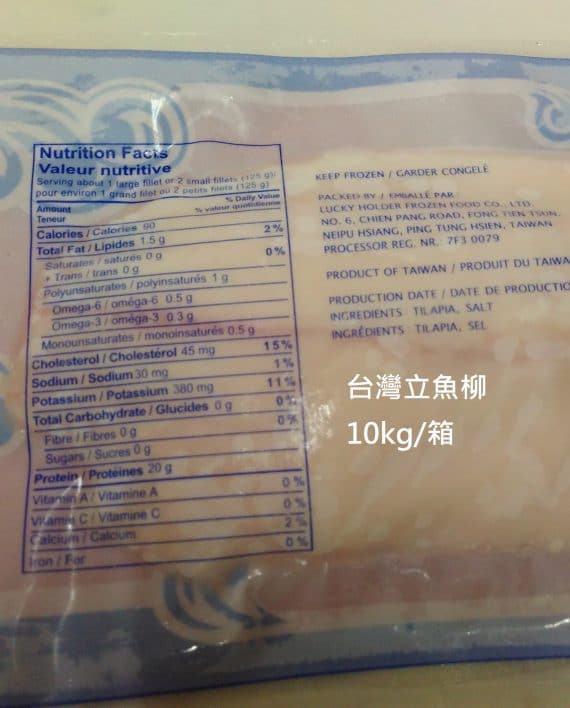 Nutrition Facts
Valeur nutritive
Serving about 1 large fillet or 2 small fillets (125 g)/
pour environ 1 grand filet ou 2 petits filets (125 g)
Amount % Daily Value
Teneur % valeur quotidienne
Calories / Calories 90
Total Fat / Lipides 1.5 g 2%
Saturates / saturés 0 g
+ Trans / trans 0 g 0%
Polyunsaturates / polyinsaturés 1 g
Omega-6 / oméga-6 0.5 g
Omega-3 / oméga-3 0.3 g
Monounsaturates / monoinsaturés 0.5 g
Cholesterol / Cholestérol 45 mg 15%
Sodium / Sodium 30 mg 1%
Potassium / Potassium 380 mg 11%
Total Carbohydrate / Glucides 0 g 0%
Fibre / Fibres 0 g 0%
Sugars / Sucres 0 g
Protein / Protéines 20 g
Vitamin A / Vitamine A 0%
Vitamin C / Vitamine C 0%
Calcium / Calcium 2%
Iron / Fer 0%
KEEP FROZEN / GARDER CONGELÉ
PACKED BY / EMBALLÉ PAR
LUCKY HOLDER FROZEN FOOD CO., LTD.
NO. 6, CHIEN PANG ROAD, FONG TIEN TSUN,
NEIPU HSIANG, PING TUNG HSIEN, TAIWAN
PROCESSOR REG. NR. 7F3 0079
PRODUCT OF TAIWAN / PRODUIT DU TAIWA
PRODUCTION DATE / DATE DE PRODUCTIO
INGREDIENTS TILAPIA, SALT
INGRÉDIENTS TILAPIA, SEL
台灣立魚柳
10kg/箱